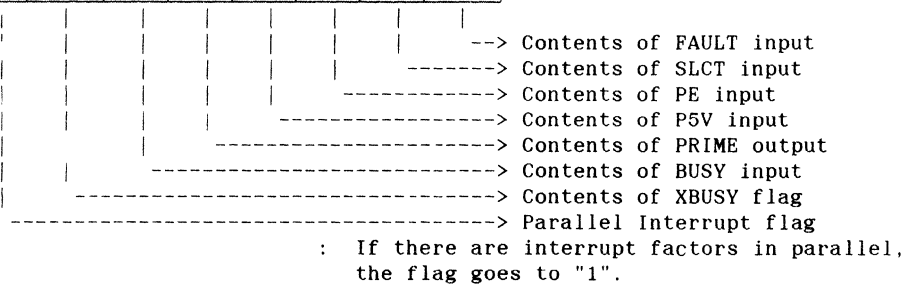 --> Contents of FAULT input
-------> Contents of SLCT input
-----------> Contents of PE input
---------------> Contents of P5V input
-------------------> Contents of PRIME output
-----------------------> Contents of BUSY input
----------------------------> Contents of XBUSY flag
--------------------------------> Parallel Interrupt flag
: If there are interrupt factors in parallel,
the flag goes to "1".